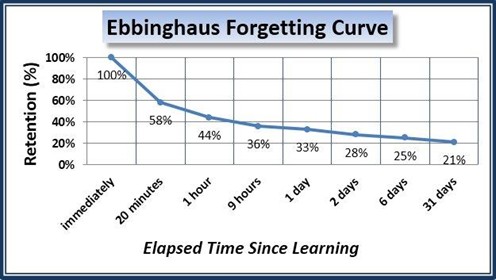 Ebbinghaus Forgetting Curve
Retention (%)
100%
80%
60%
40%
20%
0%
100%
58%
44%
36%
33%
28%
25%
21%
immediately
20 minutes
1 hour
9 hours
1 day
2 days
6 days
31 days
Elapsed Time Since Learning